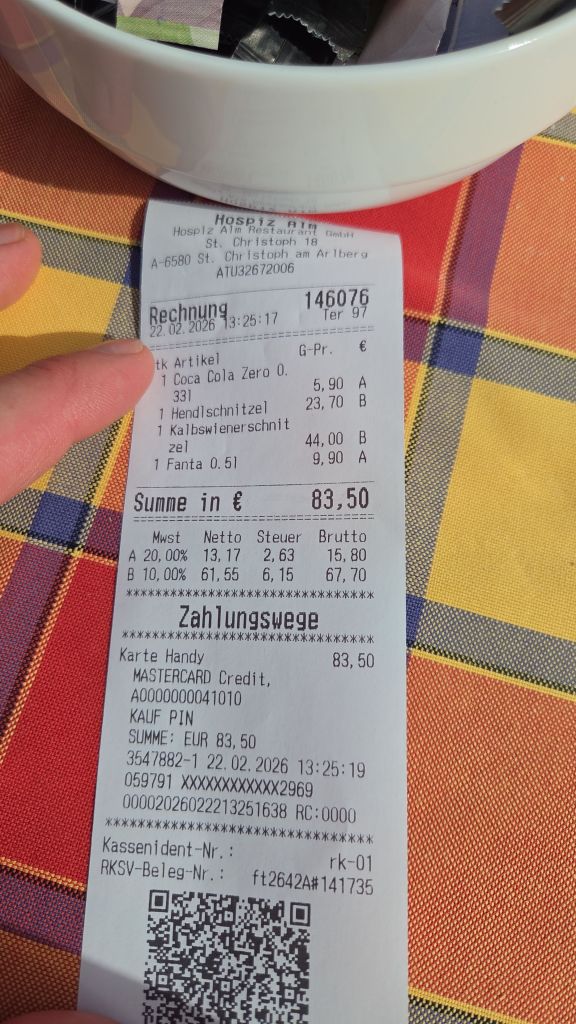 Hospiz Alm
Hospiz Alm Restaurant GmbH
St. Christoph 18
A-6580 St. Christoph am Arlberg
ATU32672006
Rechnung 146076
22.02.2026 13:25:17 Ter 97
tk Artikel G-Pr. €
1 Coca Cola Zero 0.
33l 5,90 A
1 Hendlschnitzel 23,70 B
1 Kalbswienerschnit
zel 44,00 B
1 Fanta 0.5l 9,90 A
Summe in € 83,50
Mwst Netto Steuer Brutto
A 20,00% 13,17 2,63 15,80
B 10,00% 61,55 6,15 67,70
***********************************
Zahlungswege
***********************************
Karte Handy 83,50
MASTERCARD Credit,
A0000000041010
KAUF PIN
SUMME: EUR 83,50
3547882-1 22.02.2026 13:25:19
059791 XXXXXXXXXXXX2969
00002026022213251638 RC:0000
***********************************
Kassenident-Nr.: rk-01
RKSV-Beleg-Nr.: ft2642A#141735